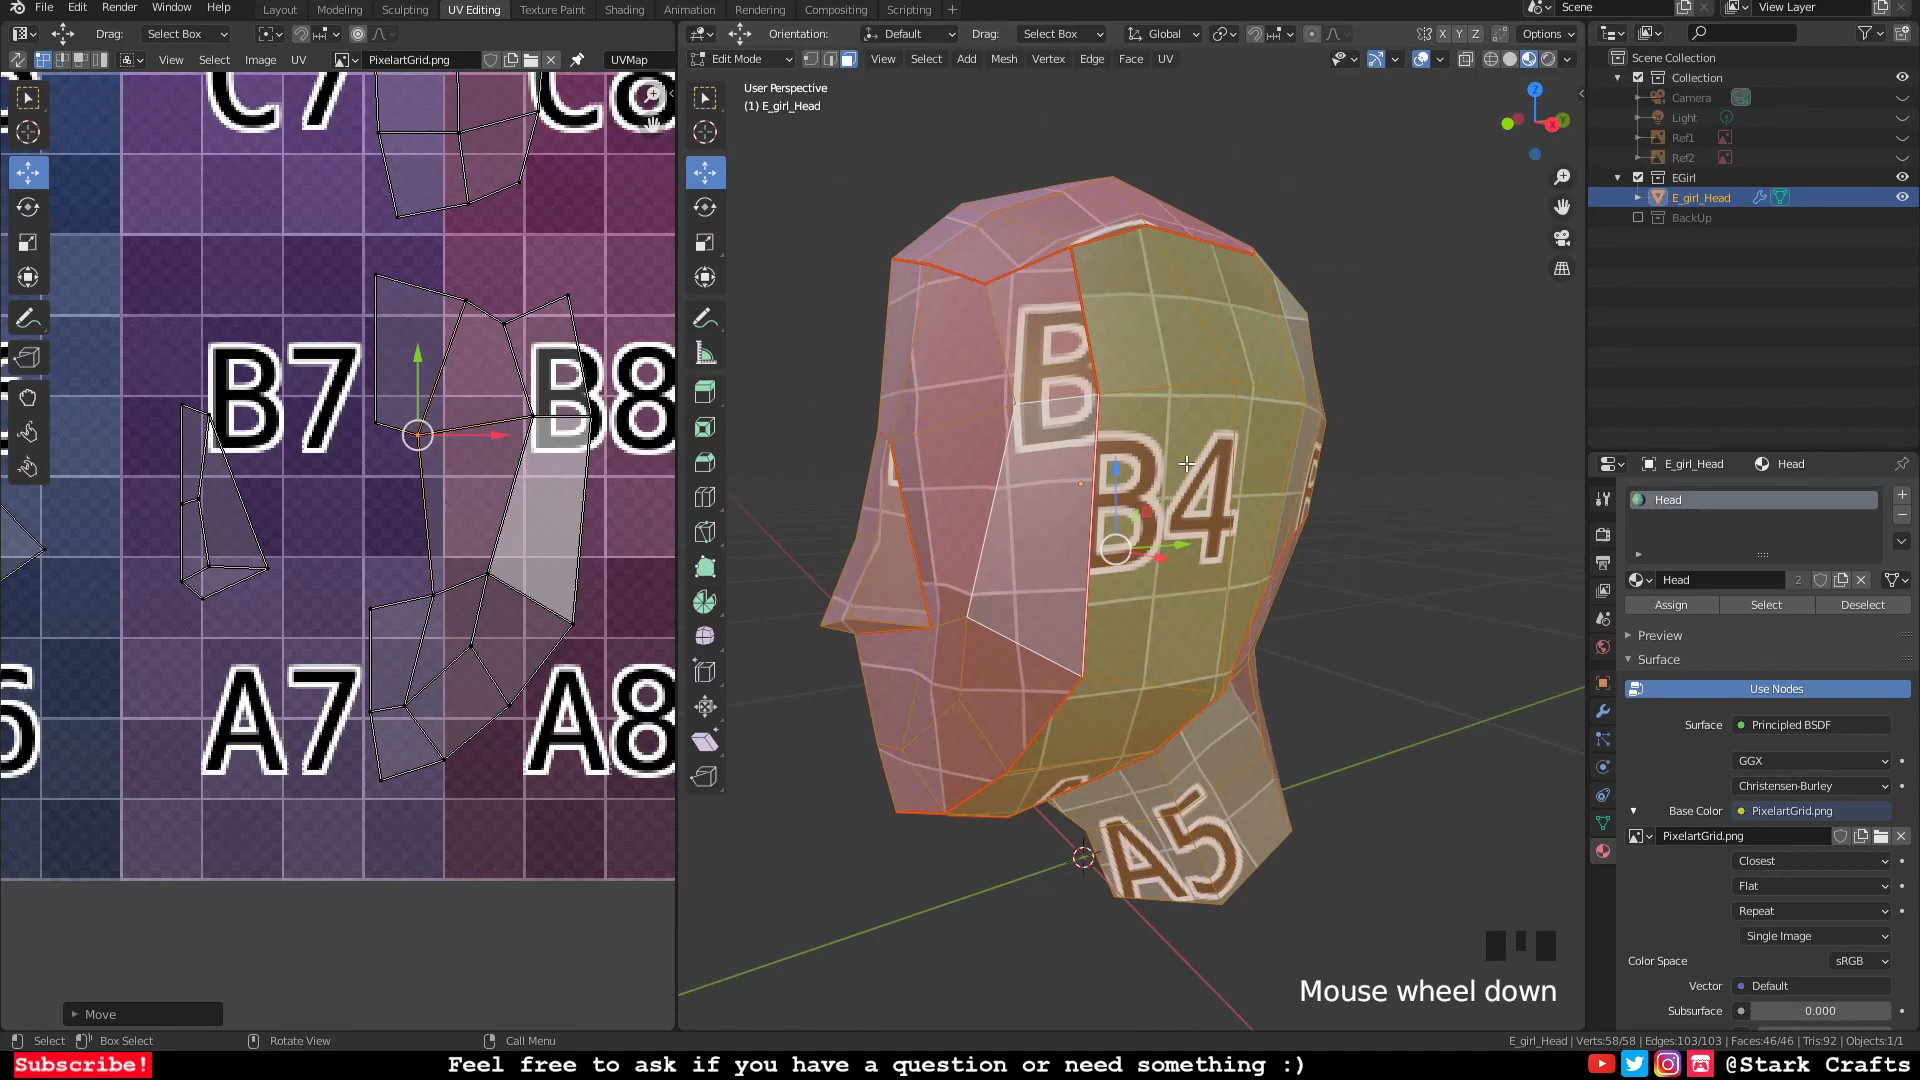 File Edit Render Window Help Layout Modeling Sculpting UV Editing Texture Paint Shading Animation Rendering Compositing Scripting + Scene View Layer
Drag: Select Box Orientation: Default Drag: Select Box Global X Y Z Options
View Select Image UV PixelartGrid.png UVMap Edit Mode View Select Add Mesh Vertex Edge Face UV
User Perspective
(1) E_girl_Head
Scene Collection
Collection
Camera
Light
Ref1
Ref2
EGirl
E_girl_Head
BackUp
Z
X
Y
C7 C8
B7 B8
A7 A8
6
B
B4
A5
E_girl_Head Head
Head
Head 2
Assign Select Deselect
Preview
Surface
Use Nodes
Surface: Principled BSDF
GGX
Christensen-Burley
Base Color PixelartGrid.png
PixelartGrid.png
Closest
Flat
Repeat
Single Image
Color Space sRGB
Vector Default
Subsurface 0.000
Mouse wheel down
Move
Select Box Select Rotate View Call Menu
E_girl_Head | Verts:58/58 | Edges:103/103 | Faces:46/46 | Tris:92 | Objects:1/1
Subscribe! Feel free to ask if you have a question or need something :) @Stark Crafts